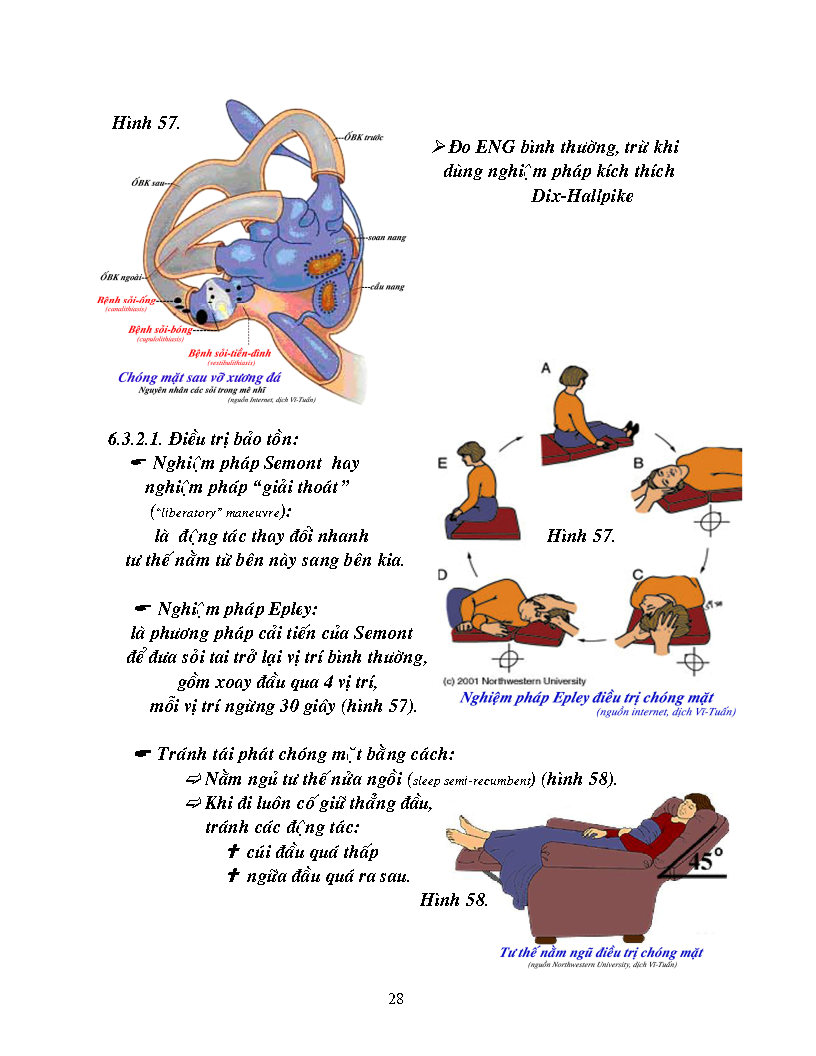 Hình 57.
ỐBK trước
➢ Đo ENG bình thường, trừ khi
dùng nghiệm pháp kích thích
Dix-Hallpike
ỐBK sau
soan nang
ỐBK ngoài
cầu nang
Bệnh sỏi-ống
(canalithiasis)
Bệnh sỏi-bóng
(cupulolithiasis)
Bệnh sỏi-tiền-đình
(vestibulithiasis)
Chóng mặt sau vỡ xương đá
Nguyên nhân các sỏi trong mê nhĩ
(nguồn Internet, dịch Vĩ-Tuấn)
A
B
C
D
E
Hình 57.
(c) 2001 Northwestern University
Nghiệm pháp Epley điều trị chóng mặt
(nguồn internet, dịch Vĩ-Tuấn)
6.3.2.1. Điều trị bảo tồn:
☛ Nghiệm pháp Semont hay
nghiệm pháp “giải thoát”
(“liberatory” maneuvre):
là động tác thay đổi nhanh
tư thế nằm từ bên này sang bên kia.
☛ Nghiệm pháp Epley:
là phương pháp cải tiến của Semont
để đưa sỏi tai trở lại vị trí bình thường,
gồm xoay đầu qua 4 vị trí,
mỗi vị trí ngừng 30 giây (hình 57).
☛ Tránh tái phát chóng mặt bằng cách:
⇨ Nằm ngủ tư thế nửa ngồi (sleep semi-recumbent) (hình 58).
⇨ Khi đi luôn cố giữ thẳng đầu,
tránh các động tác:
✝ cúi đầu quá thấp
✝ ngữa đầu quá ra sau.
45°
Hình 58.
Tư thế nằm ngũ điều trị chóng mặt
(nguồn Northwestern University, dịch Vĩ-Tuấn)
28